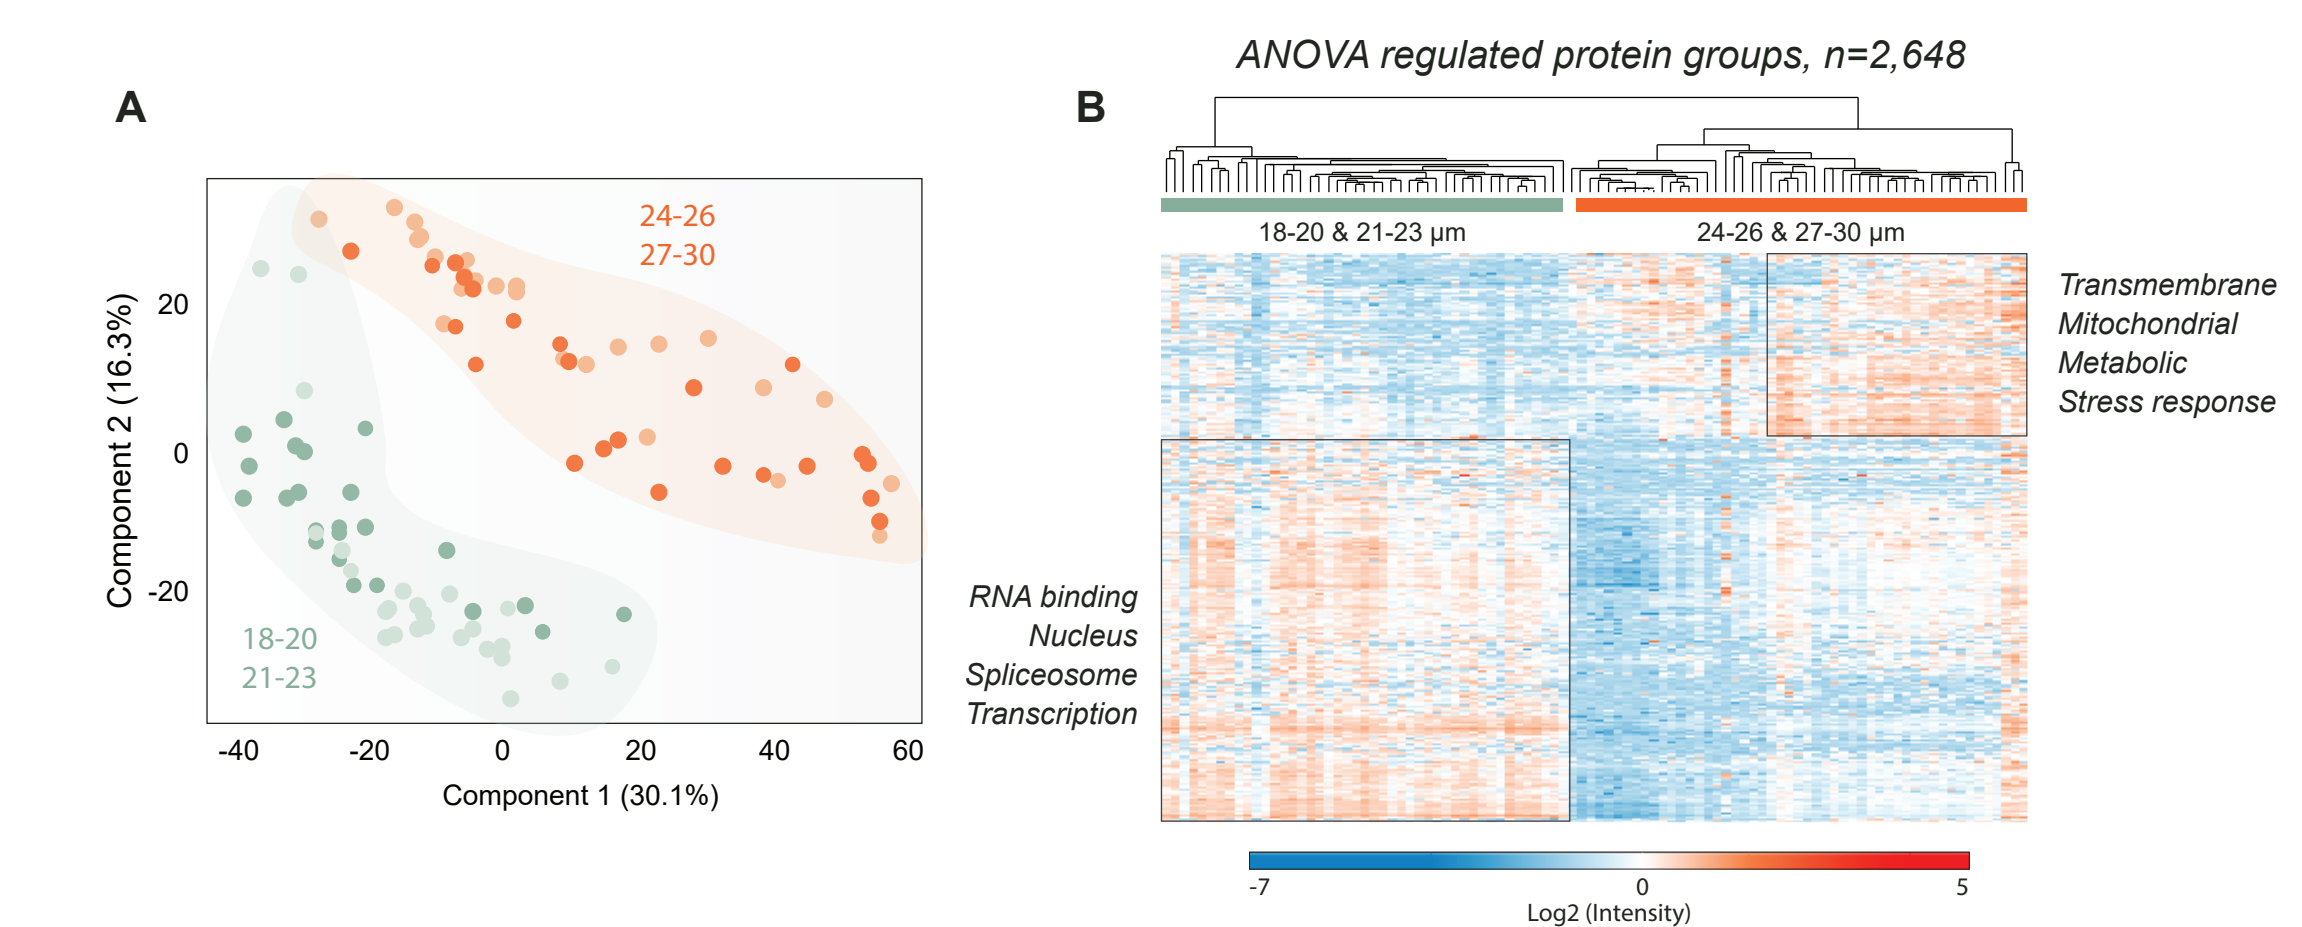 A
24-26
27-30
18-20
21-23
20
0
-20
-40 -20 0 20 40 60
Component 1 (30.1%)
Component 2 (16.3%)
B
ANOVA regulated protein groups, n=2,648
18-20 & 21-23 µm
24-26 & 27-30 µm
Transmembrane
Mitochondrial
Metabolic
Stress response
RNA binding
Nucleus
Spliceosome
Transcription
-7 0 5
Log2 (Intensity)